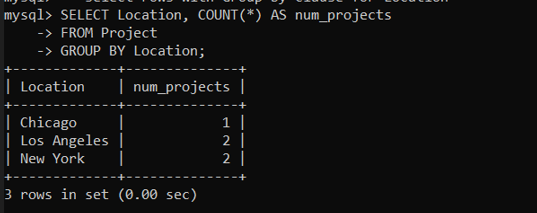 mysql> -- Select rows with Group By clause for Location
mysql> SELECT Location, COUNT(*) AS num_projects
    -> FROM Project
    -> GROUP BY Location;
+-------------+--------------+
| Location    | num_projects |
+-------------+--------------+
| Chicago     |            1 |
| Los Angeles |            2 |
| New York    |            2 |
+-------------+--------------+
3 rows in set (0.00 sec)